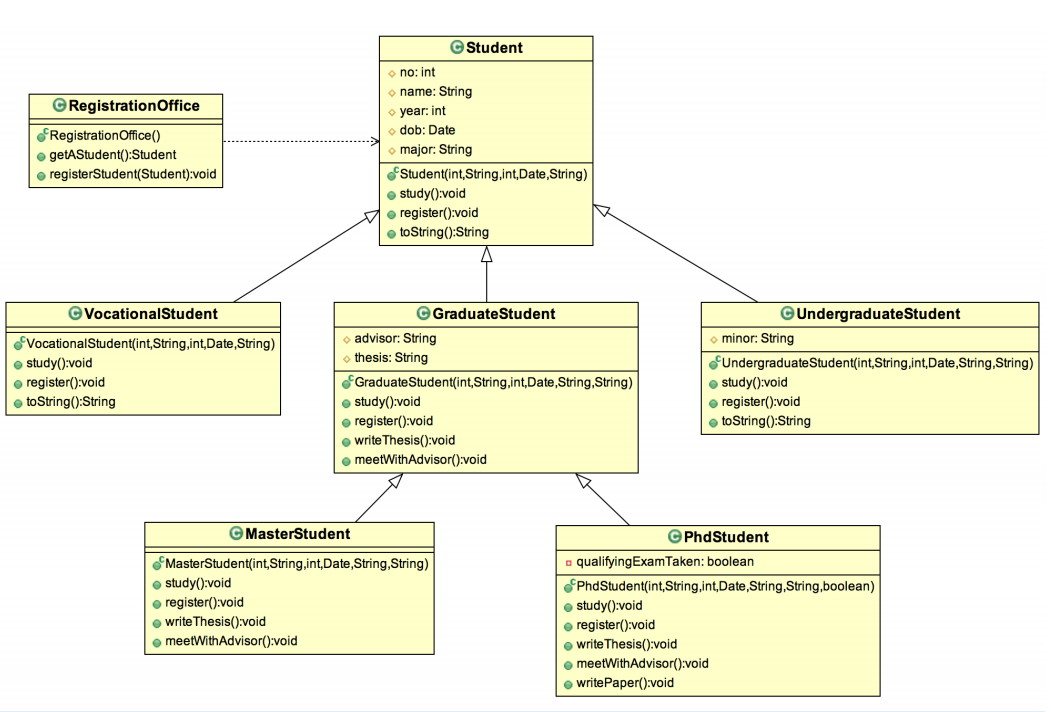 Student
no: int
name: String
year: int
dob: Date
major: String
Student(int,String,int,Date,String)
study():void
register():void
toString():String
RegistrationOffice
RegistrationOffice()
getAStudent():Student
registerStudent(Student):void
VocationalStudent
VocationalStudent(int,String,int,Date,String)
study():void
register():void
toString():String
GraduateStudent
advisor: String
thesis: String
GraduateStudent(int,String,int,Date,String,String)
study():void
register():void
writeThesis():void
meetWithAdvisor():void
UndergraduateStudent
minor: String
UndergraduateStudent(int,String,int,Date,String,String)
study():void
register():void
toString():String
MasterStudent
MasterStudent(int,String,int,Date,String,String)
study():void
register():void
writeThesis():void
meetWithAdvisor():void
PhdStudent
qualifyingExamTaken: boolean
PhdStudent(int,String,int,Date,String,String,boolean)
study():void
register():void
writeThesis():void
meetWithAdvisor():void
writePaper():void